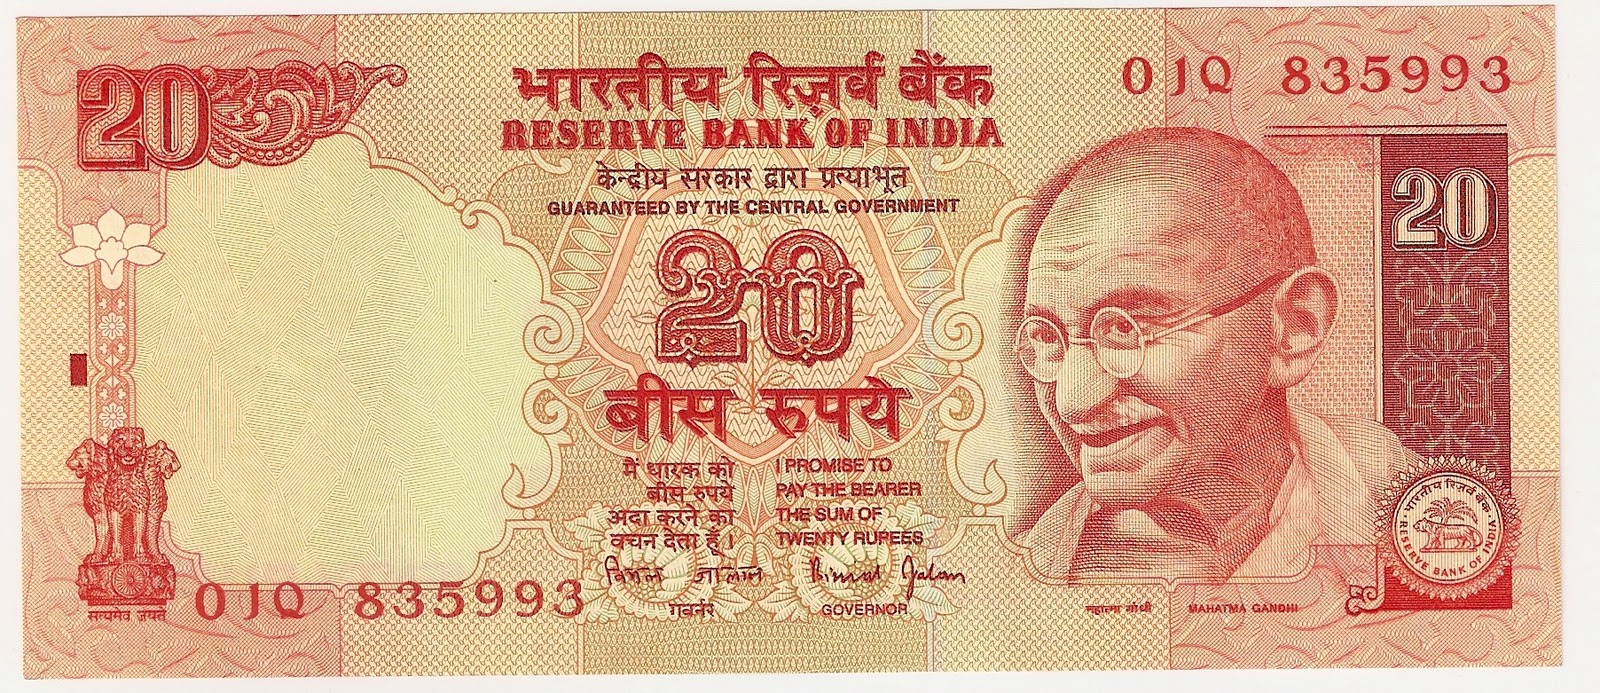 20
भारतीय रिज़र्व बैंक
RESERVE BANK OF INDIA
केन्द्रीय सरकार द्वारा प्रत्याभूत
GUARANTEED BY THE CENTRAL GOVERNMENT
0JQ 835993
20
20
बीस रुपये
मैं धारक को
बीस रुपये
अदा करने का
वचन देता हूँ ।
I PROMISE TO
PAY THE BEARER
THE SUM OF
TWENTY RUPEES
बिमल जालान
Bimal Jalan
गवर्नर
GOVERNOR
सत्यमेव जयते
0JQ 835993
महात्मा गांधी
MAHATMA GANDHI
भारतीय रिज़र्व बैंक
RESERVE BANK OF INDIA